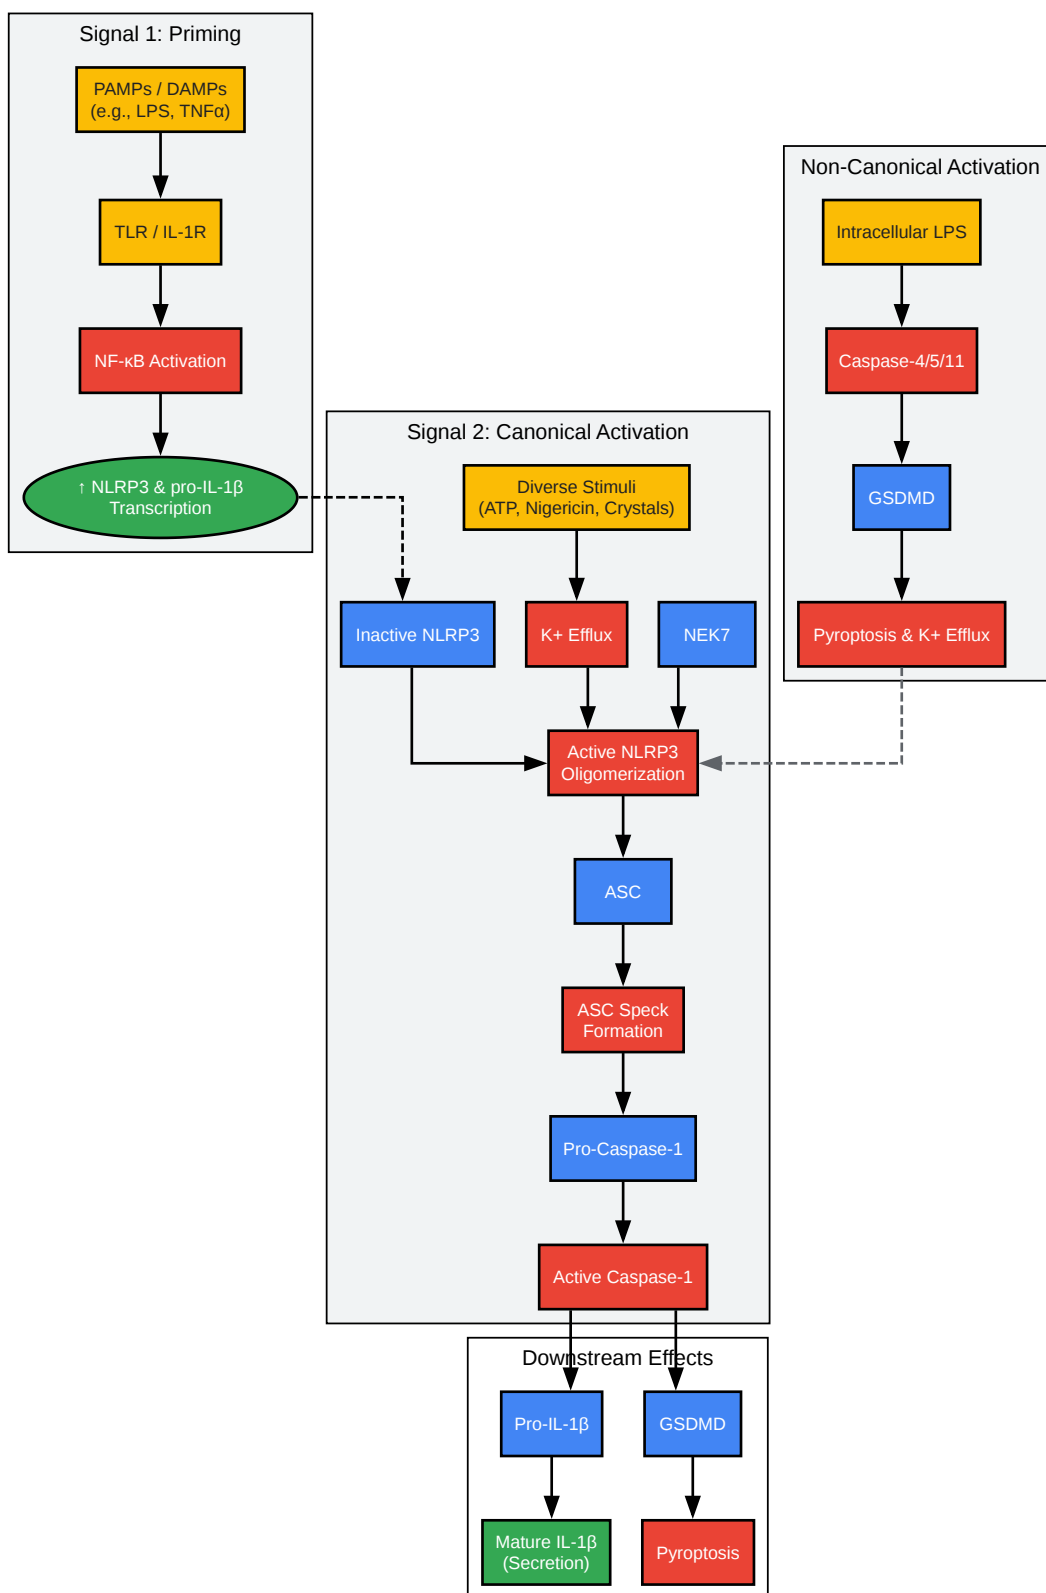 Signal 1: Priming
PAMPs / DAMPs
(e.g., LPS, TNFα)
TLR / IL-1R
NF-κB Activation
↑ NLRP3 & pro-IL-1β
Transcription
Non-Canonical Activation
Intracellular LPS
Caspase-4/5/11
GSDMD
Pyroptosis & K+ Efflux
Signal 2: Canonical Activation
Diverse Stimuli
(ATP, Nigericin, Crystals)
Inactive NLRP3
K+ Efflux
NEK7
Active NLRP3
Oligomerization
ASC
ASC Speck
Formation
Pro-Caspase-1
Active Caspase-1
Downstream Effects
Pro-IL-1β
GSDMD
Mature IL-1β
(Secretion)
Pyroptosis